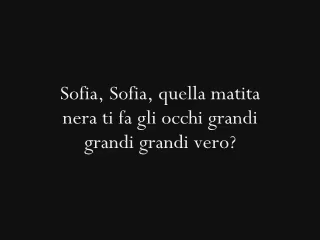 Sofia, Sofia, quella matita
nera ti fa gli occhi grandi
grandi grandi vero?